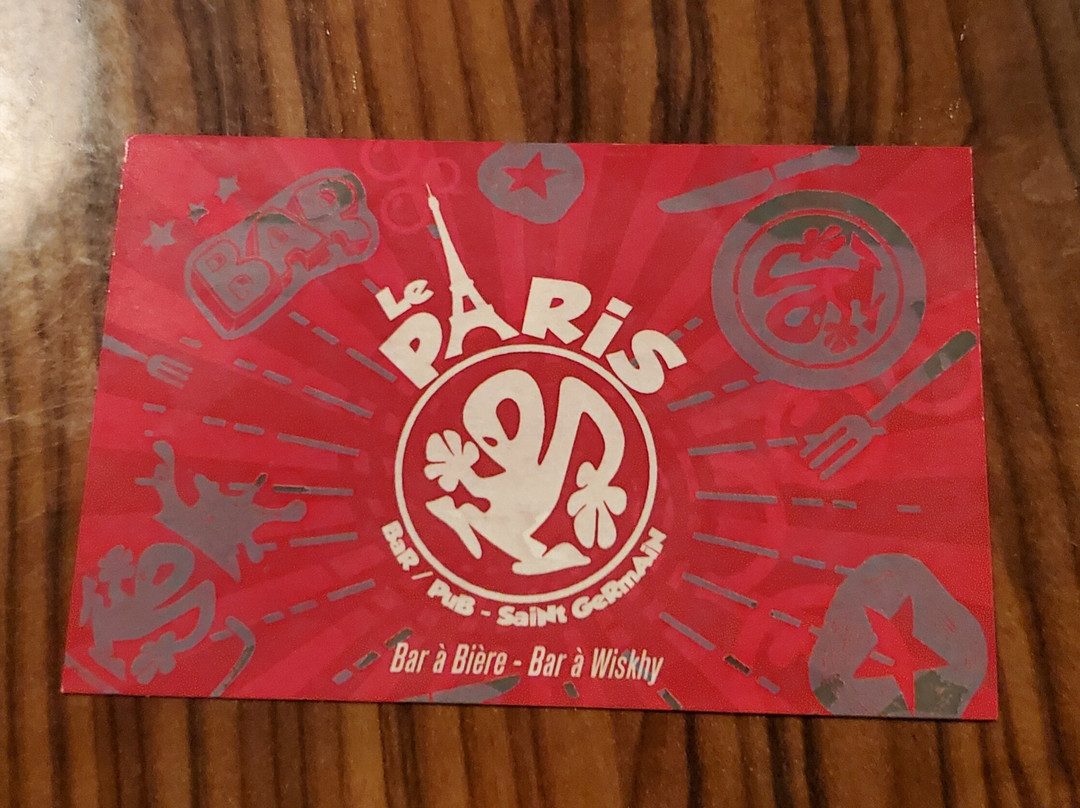 BAR
Le
PARiS
BaR / PuB - SaiNt GeRmAiN
Bar à Bière - Bar à Wiskhy